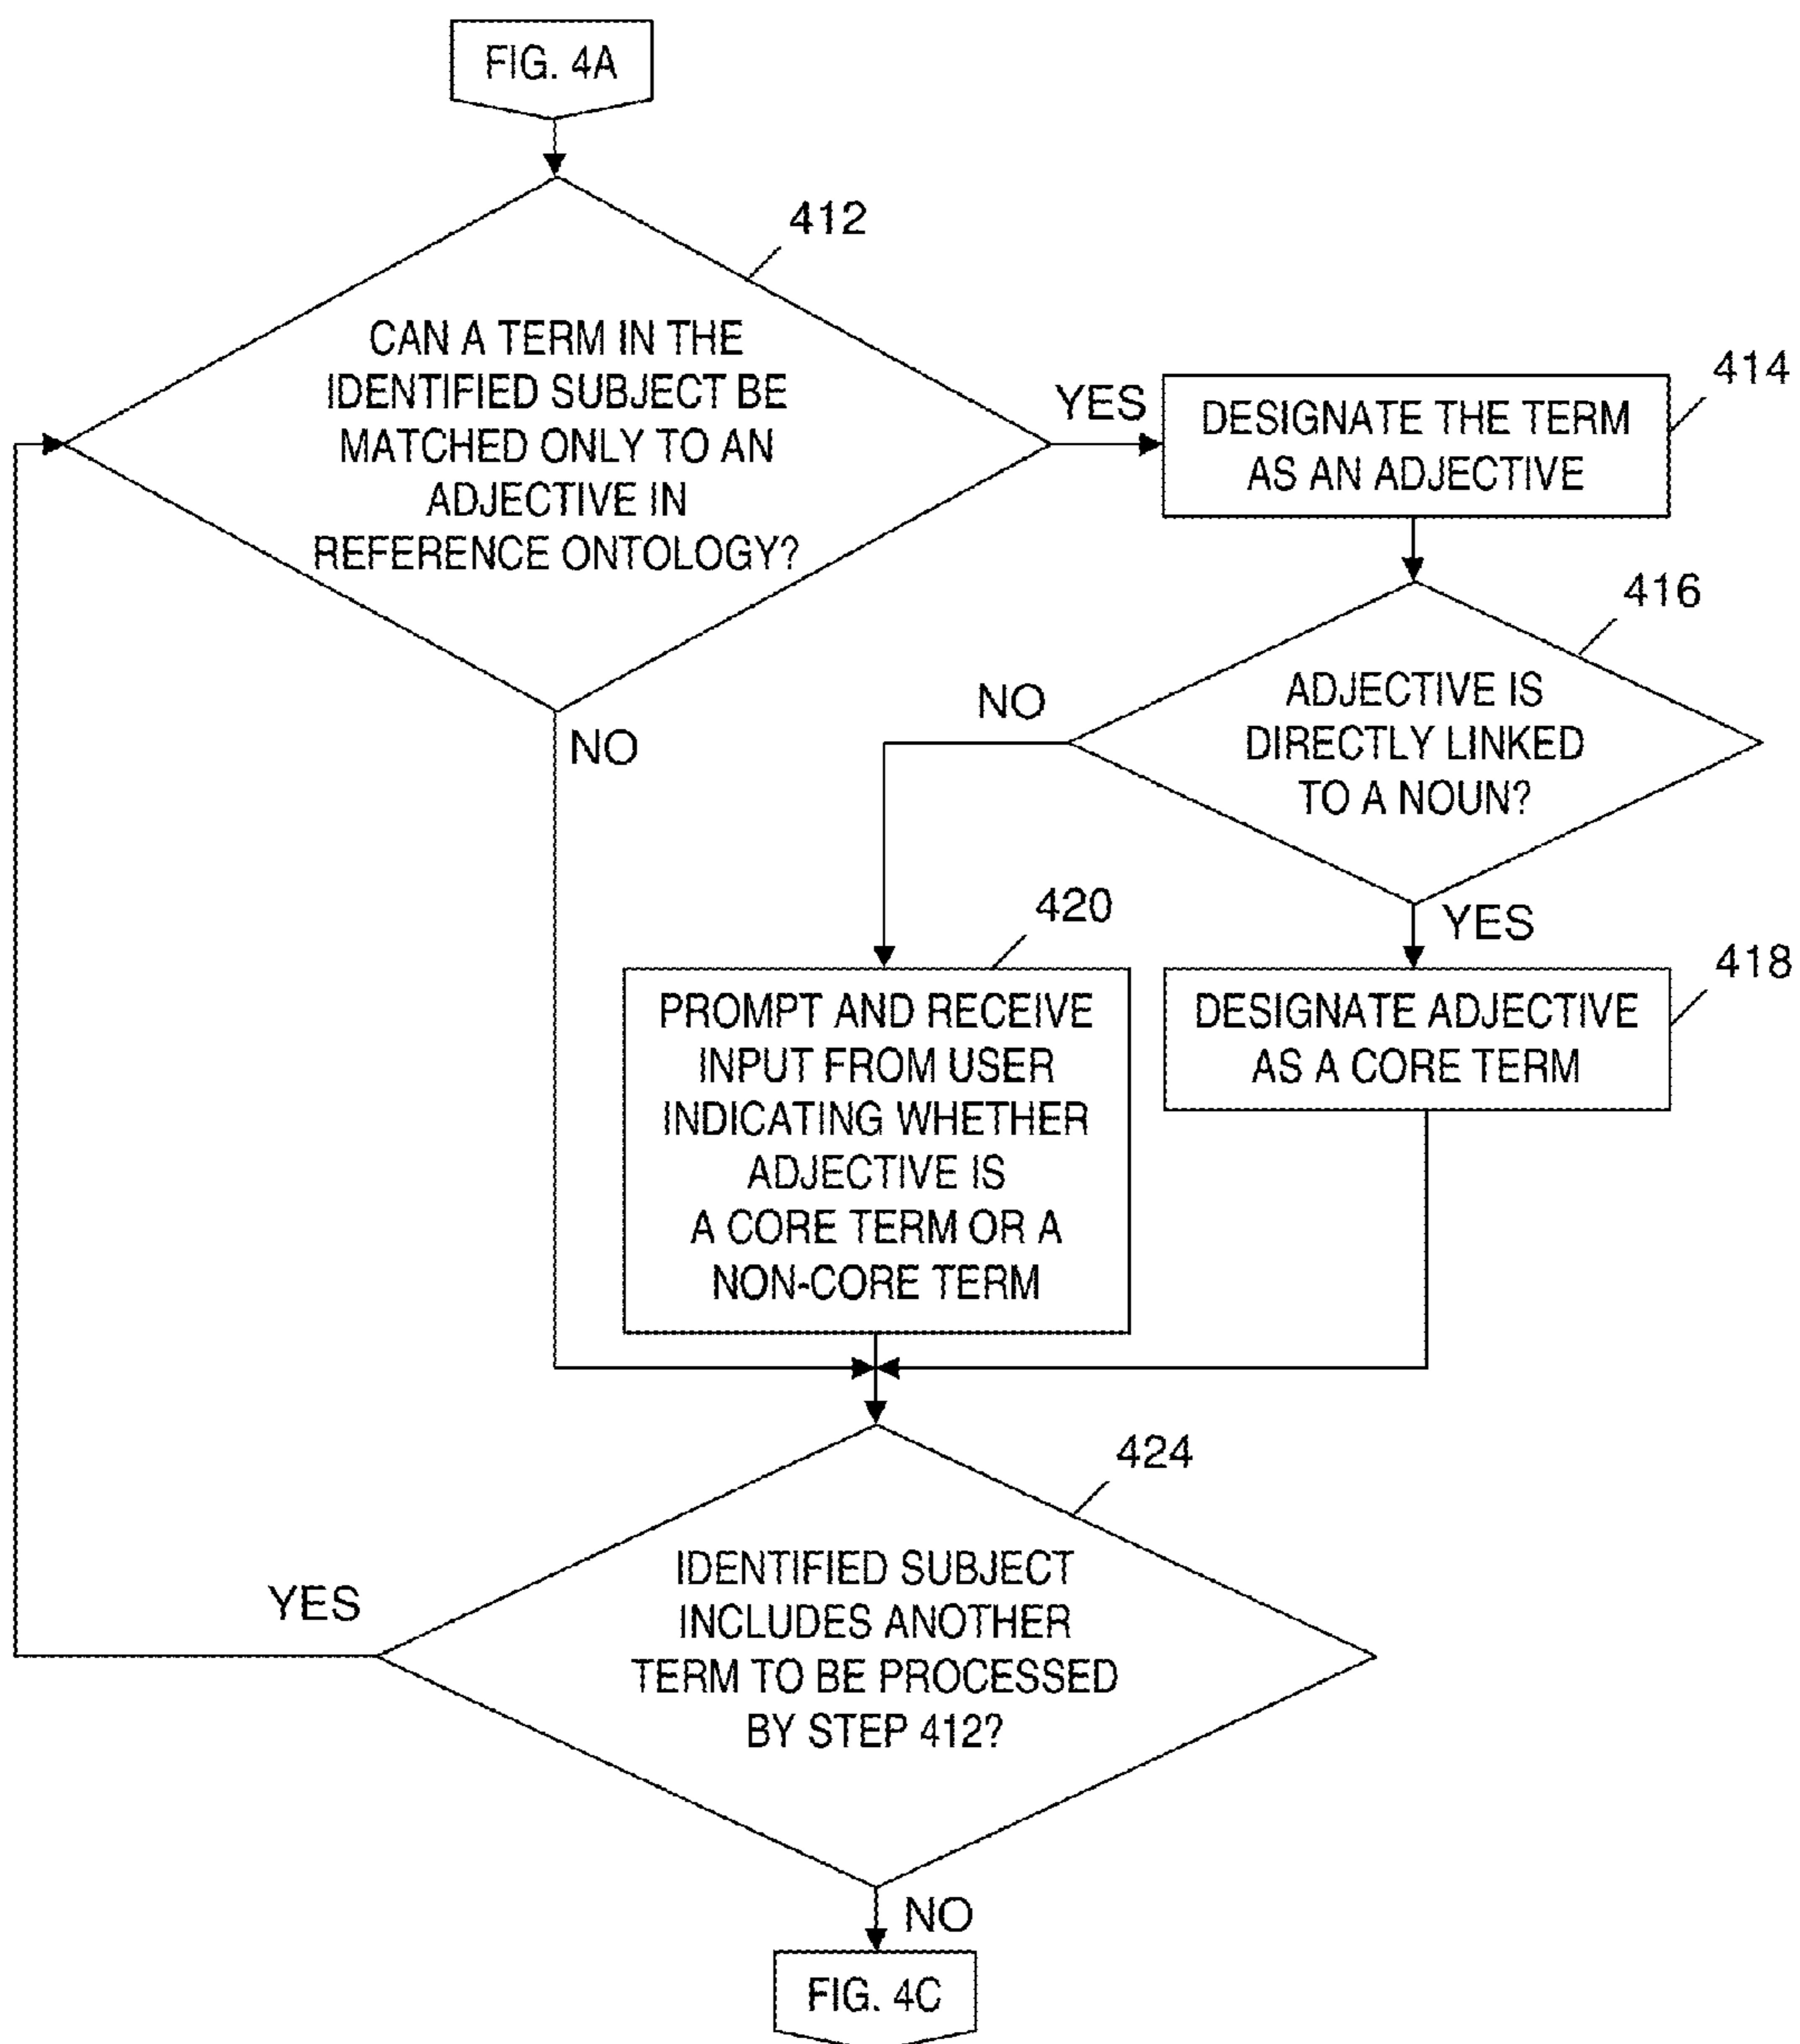 FIG. 4A
412
CAN A TERM IN THE
IDENTIFIED SUBJECT BE
MATCHED ONLY TO AN
ADJECTIVE IN
REFERENCE ONTOLOGY?
YES
NO
414
DESIGNATE THE TERM
AS AN ADJECTIVE
416
ADJECTIVE IS
DIRECTLY LINKED
TO A NOUN?
NO
YES
420
PROMPT AND RECEIVE
INPUT FROM USER
INDICATING WHETHER
ADJECTIVE IS
A CORE TERM OR A
NON-CORE TERM
418
DESIGNATE ADJECTIVE
AS A CORE TERM
424
IDENTIFIED SUBJECT
INCLUDES ANOTHER
TERM TO BE PROCESSED
BY STEP 412?
YES
NO
FIG. 4C